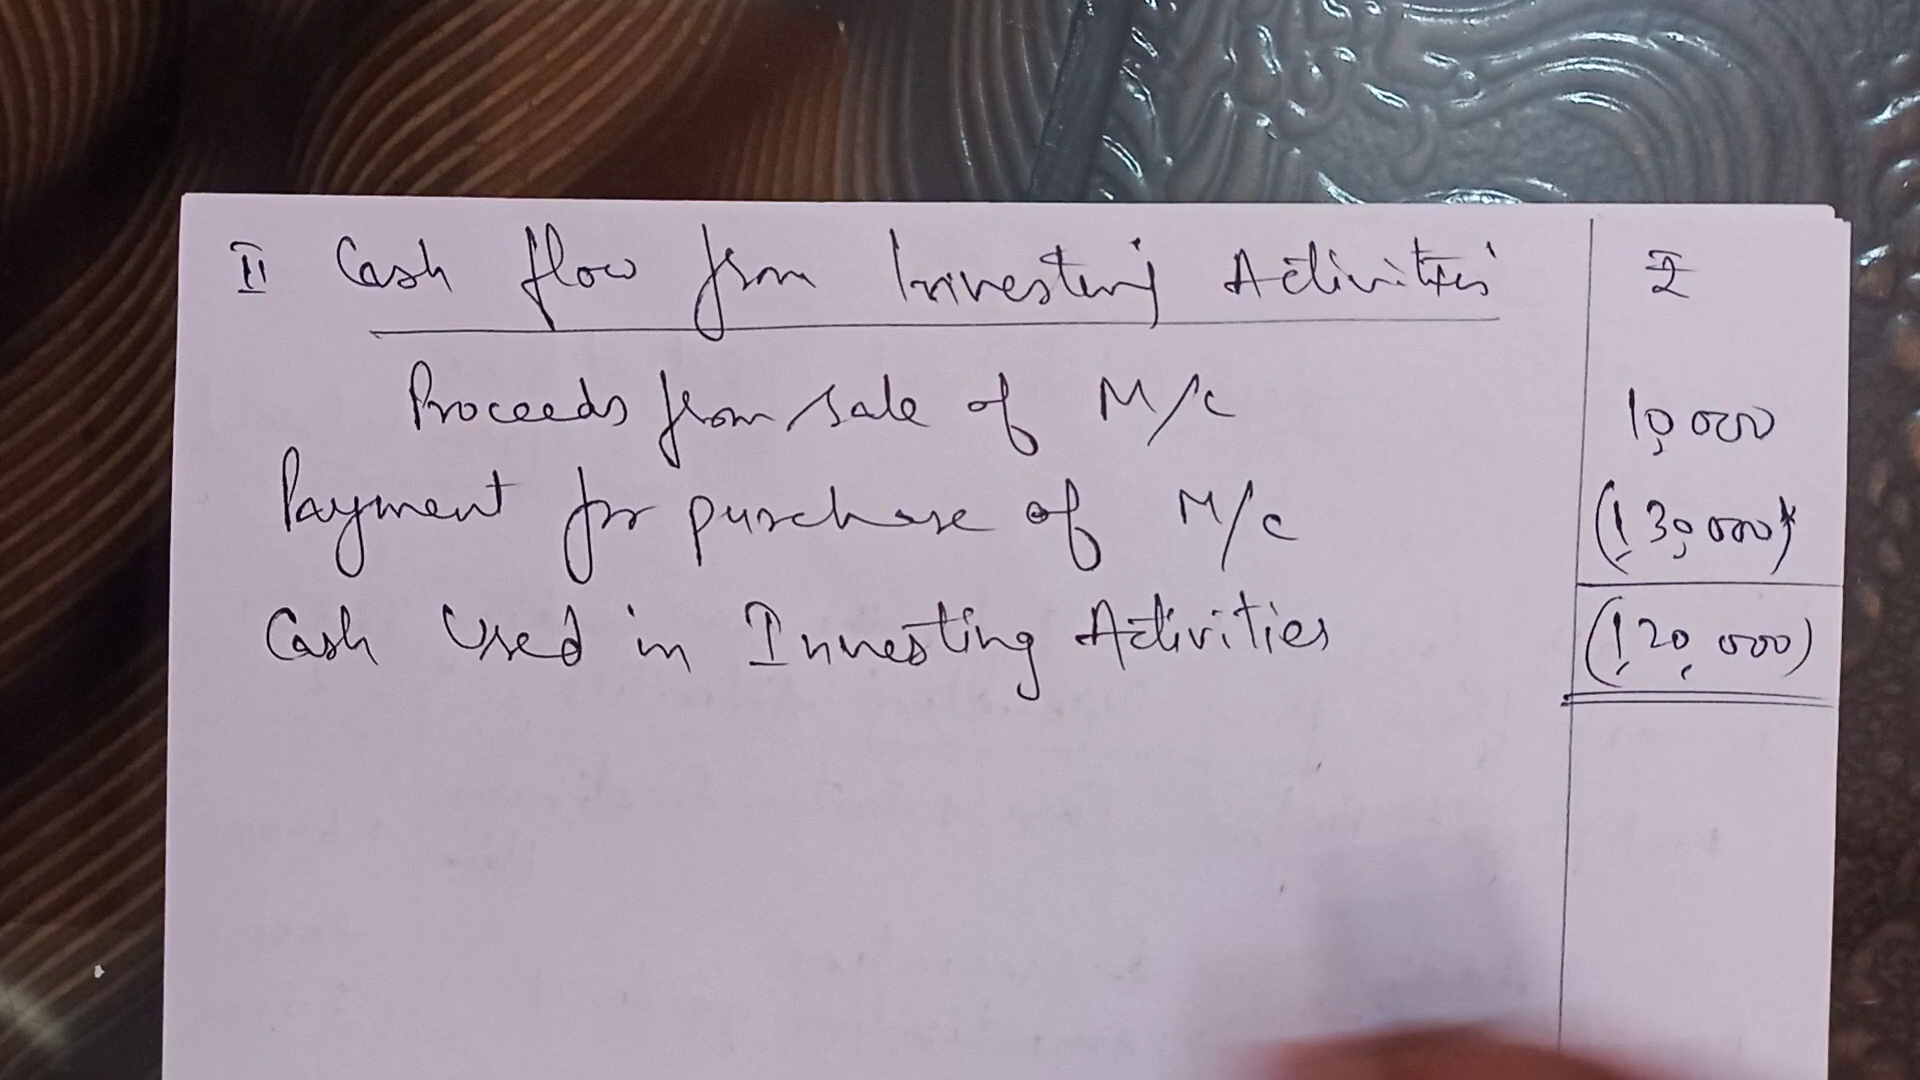 II Cash flow from Investing Activities ₹
Proceeds from sale of M/c 10,000
Payment for purchase of M/c (1,30,000)
Cash Used in Investing Activities (1,20,000)